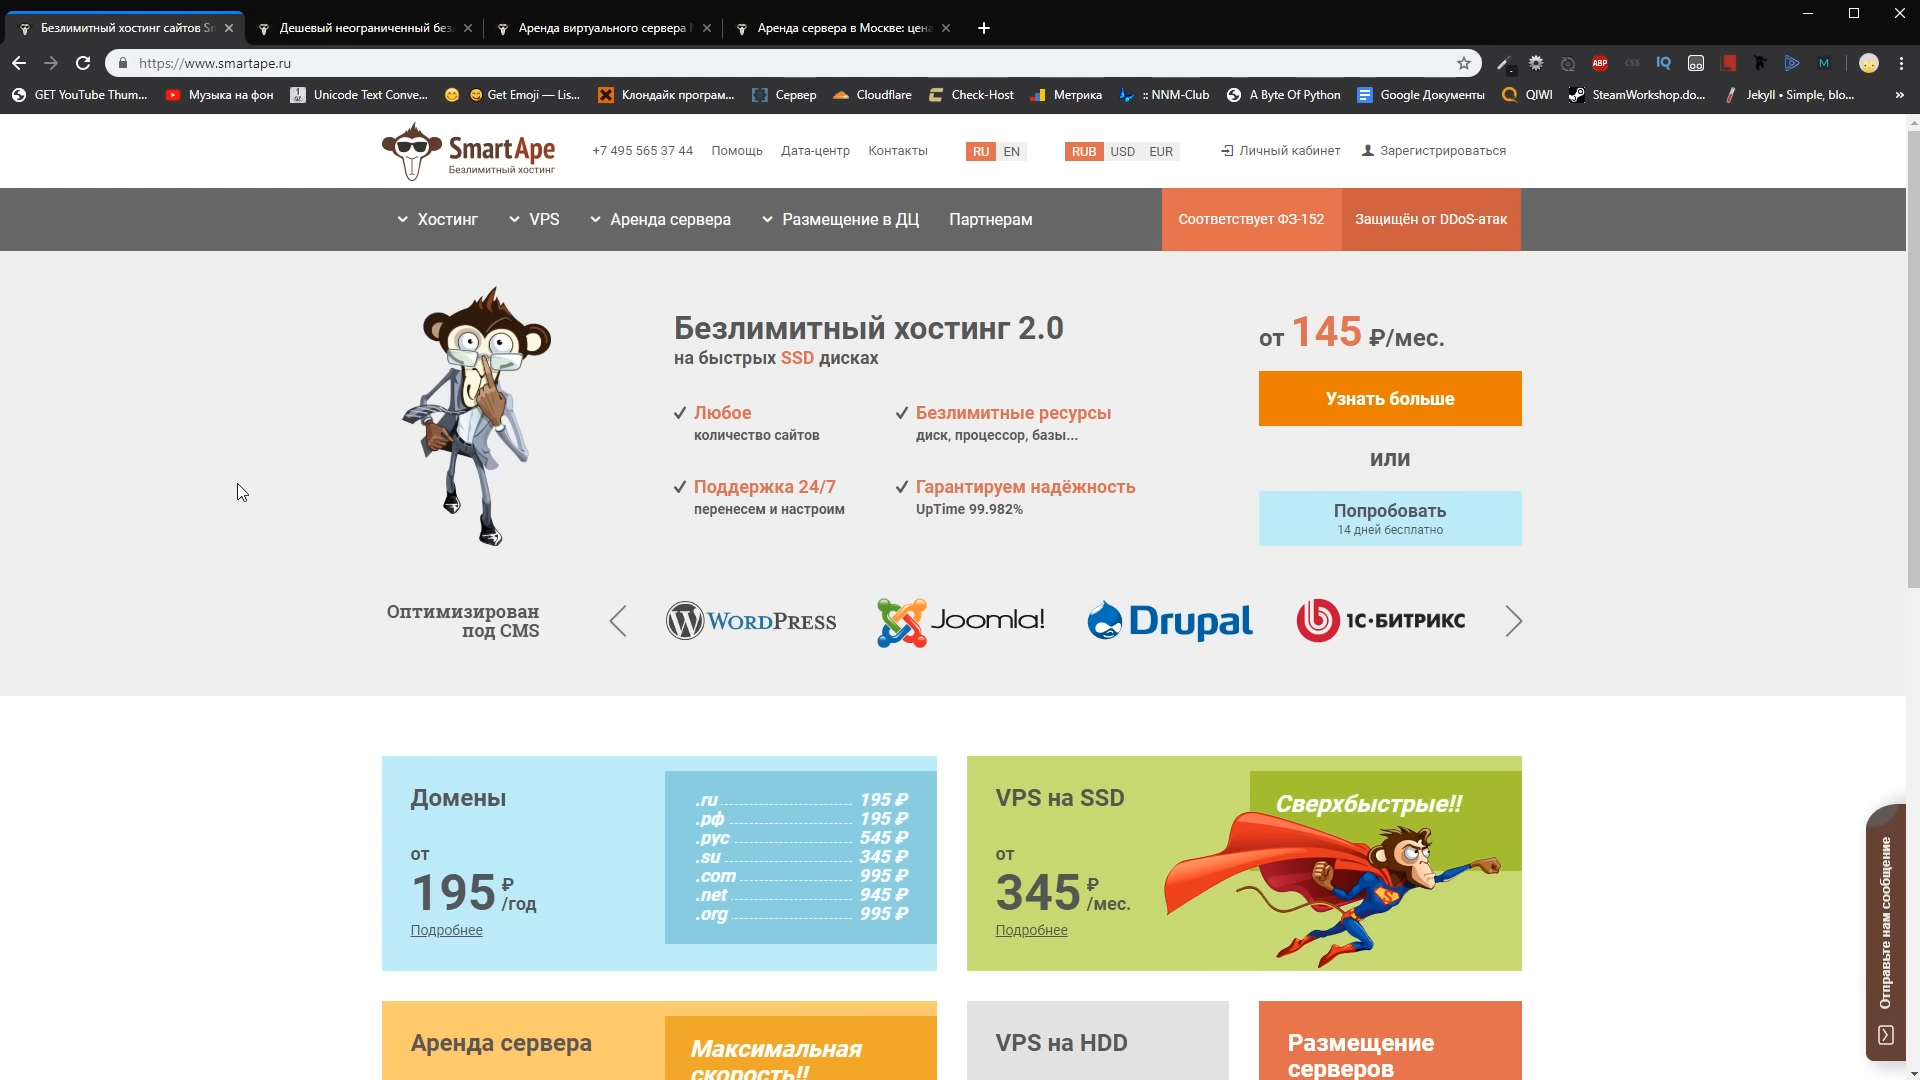 Безлимитный хостинг сайтов Sm
Дешевый неограниченный без
Аренда виртуального сервера
Аренда сервера в Москве: цена
https://www.smartape.ru
ABP
CSS
IQ
M
GET YouTube Thum...
Музыка на фон
Unicode Text Conve...
Get Emoji — Lis...
Клондайк програм...
Сервер
Cloudflare
Check-Host
Метрика
:: NNM-Club
A Byte Of Python
Google Документы
QIWI
SteamWorkshop.do...
Jekyll • Simple, blo...
»
SmartApe
Безлимитный хостинг
+7 495 565 37 44
Помощь
Дата-центр
Контакты
RU EN
RUB USD EUR
Личный кабинет
Зарегистрироваться
Хостинг
VPS
Аренда сервера
Размещение в ДЦ
Партнерам
Соответствует ФЗ-152
Защищён от DDoS-атак
Безлимитный хостинг 2.0
на быстрых SSD дисках
Любое
количество сайтов
Безлимитные ресурсы
диск, процессор, базы...
Поддержка 24/7
перенесем и настроим
Гарантируем надёжность
UpTime 99.982%
от 145 ₽/мес.
Узнать больше
или
Попробовать
14 дней бесплатно
Оптимизирован
под CMS
WORDPRESS
Joomla!
Drupal
1С·БИТРИКС
Домены
от
195 ₽/год
Подробнее
.ru 195 ₽
.рф 195 ₽
.рус 545 ₽
.su 345 ₽
.com 995 ₽
.net 945 ₽
.org 995 ₽
VPS на SSD
от
345 ₽/мес.
Подробнее
Сверхбыстрые!!
S
Аренда сервера
Максимальная
скорость!!
VPS на HDD
Размещение
серверов
Отправьте нам сообщение